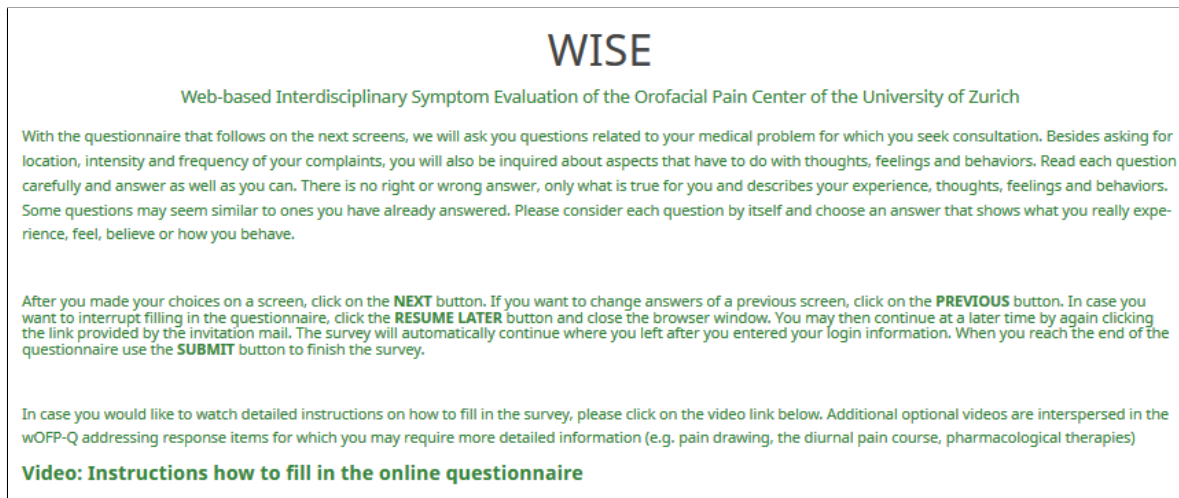 WISE
Web-based Interdisciplinary Symptom Evaluation of the Orofacial Pain Center of the University of Zurich
With the questionnaire that follows on the next screens, we will ask you questions related to your medical problem for which you seek consultation. Besides asking for
location, intensity and frequency of your complaints, you will also be inquired about aspects that have to do with thoughts, feelings and behaviors. Read each question
carefully and answer as well as you can. There is no right or wrong answer, only what is true for you and describes your experience, thoughts, feelings and behaviors.
Some questions may seem similar to ones you have already answered. Please consider each question by itself and choose an answer that shows what you really expe-
rience, feel, believe or how you behave.
After you made your choices on a screen, click on the NEXT button. If you want to change answers of a previous screen, click on the PREVIOUS button. In case you
want to interrupt filling in the questionnaire, click the RESUME LATER button and close the browser window. You may then continue at a later time by again clicking
the link provided by the invitation mail. The survey will automatically continue where you left after you entered your login information. When you reach the end of the
questionnaire use the SUBMIT button to finish the survey.
In case you would like to watch detailed instructions on how to fill in the survey, please click on the video link below. Additional optional videos are interspersed in the
wOFP-Q addressing response items for which you may require more detailed information (e.g. pain drawing, the diurnal pain course, pharmacological therapies)
Video: Instructions how to fill in the online questionnaire